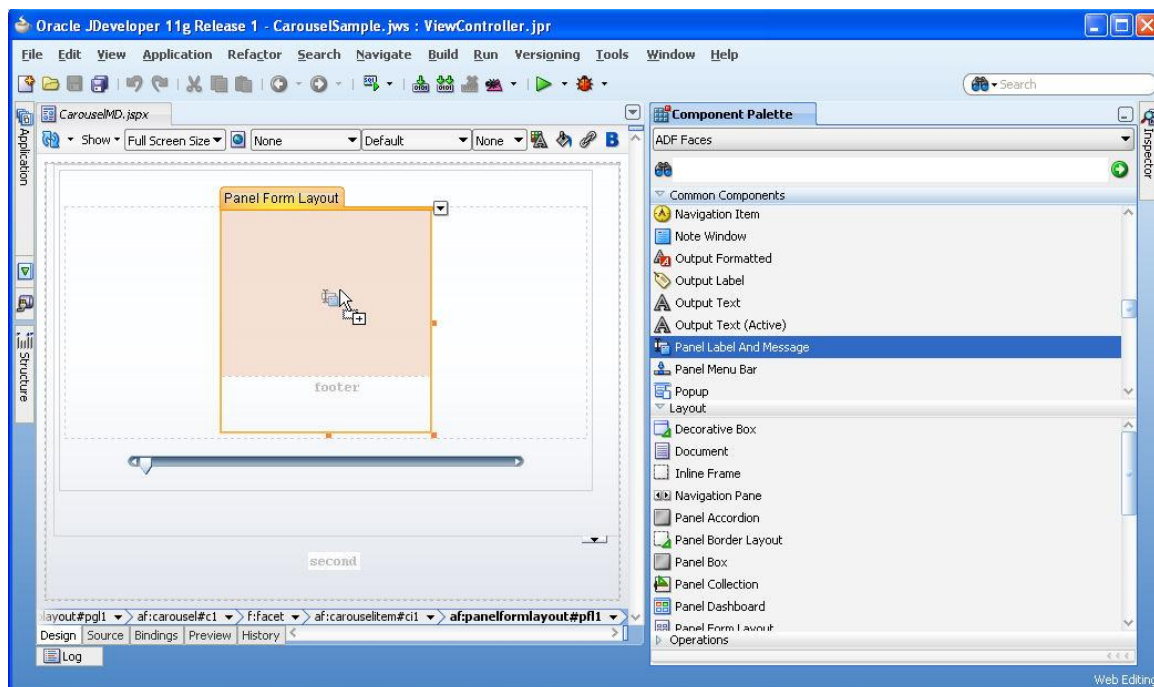 Oracle JDeveloper 11g Release 1 - CarouselSample.jws : ViewController.jpr
File Edit View Application Refactor Search Navigate Build Run Versioning Tools Window Help
Search
CarouselMD.jspx
Show Full Screen Size None Default None B
Panel Form Layout
footer
second
layout#pgl1 af:carousel#c1 f:facet af:carouselitem#ci1 af:panelformlayout#pfl1
Design Source Bindings Preview History
Log
Application
Structure
Component Palette
ADF Faces
Common Components
Navigation Item
Note Window
Output Formatted
Output Label
Output Text
Output Text (Active)
Panel Label And Message
Panel Menu Bar
Popup
Layout
Decorative Box
Document
Inline Frame
Navigation Pane
Panel Accordion
Panel Border Layout
Panel Box
Panel Collection
Panel Dashboard
Panel Form Layout
Operations
Inspector
Web Editing